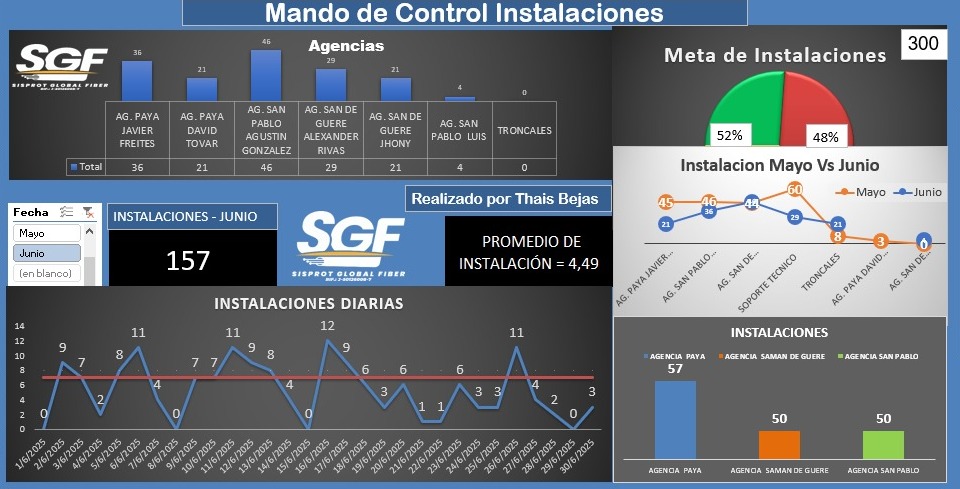 Mando de Control Instalaciones
SGF
SISPROT GLOBAL FIBER
Agencias
36
21
46
29
21
4
0
AG. PAYA JAVIER FREITES
AG. PAYA DAVID TOVAR
AG. SAN PABLO AGUSTIN GONZALEZ
AG. SAN DE GUERE ALEXANDER RIVAS
AG. SAN DE GUERE JHONY
AG. SAN PABLO LUIS
TRONCALES
Total 36 21 46 29 21 4 0
Meta de Instalaciones
300
52%
48%
Instalacion Mayo Vs Junio
Mayo
Junio
45 46 60 8 3
21 36 29 21
AG. PAYA JAVIER...
AG. SAN PABLO...
AG. SAN DE...
SOPORTE TECNICO
TRONCALES
AG. PAYA DAVID...
AG. SAN DE...
Realizado por Thais Bejas
Fecha
Mayo
Junio
(en blanco)
INSTALACIONES - JUNIO
157
SGF
SISPROT GLOBAL FIBER
PROMEDIO DE
INSTALACIÓN = 4,49
INSTALACIONES DIARIAS
14
12
10
8
6
4
2
0
0 9 7 2 8 11 4 0 7 7 11 9 8 4 0 12 9 6 3 6 1 1 6 3 3 11 4 2 0 3
1/6/2025
2/6/2025
3/6/2025
4/6/2025
5/6/2025
6/6/2025
7/6/2025
8/6/2025
9/6/2025
10/6/2025
11/6/2025
12/6/2025
13/6/2025
14/6/2025
15/6/2025
16/6/2025
17/6/2025
18/6/2025
19/6/2025
20/6/2025
21/6/2025
22/6/2025
23/6/2025
24/6/2025
25/6/2025
26/6/2025
27/6/2025
28/6/2025
29/6/2025
30/6/2025
INSTALACIONES
AGENCIA PAYA
AGENCIA SAMAN DE GUERE
AGENCIA SAN PABLO
57
50
50
AGENCIA PAYA
AGENCIA SAMAN DE GUERE
AGENCIA SAN PABLO